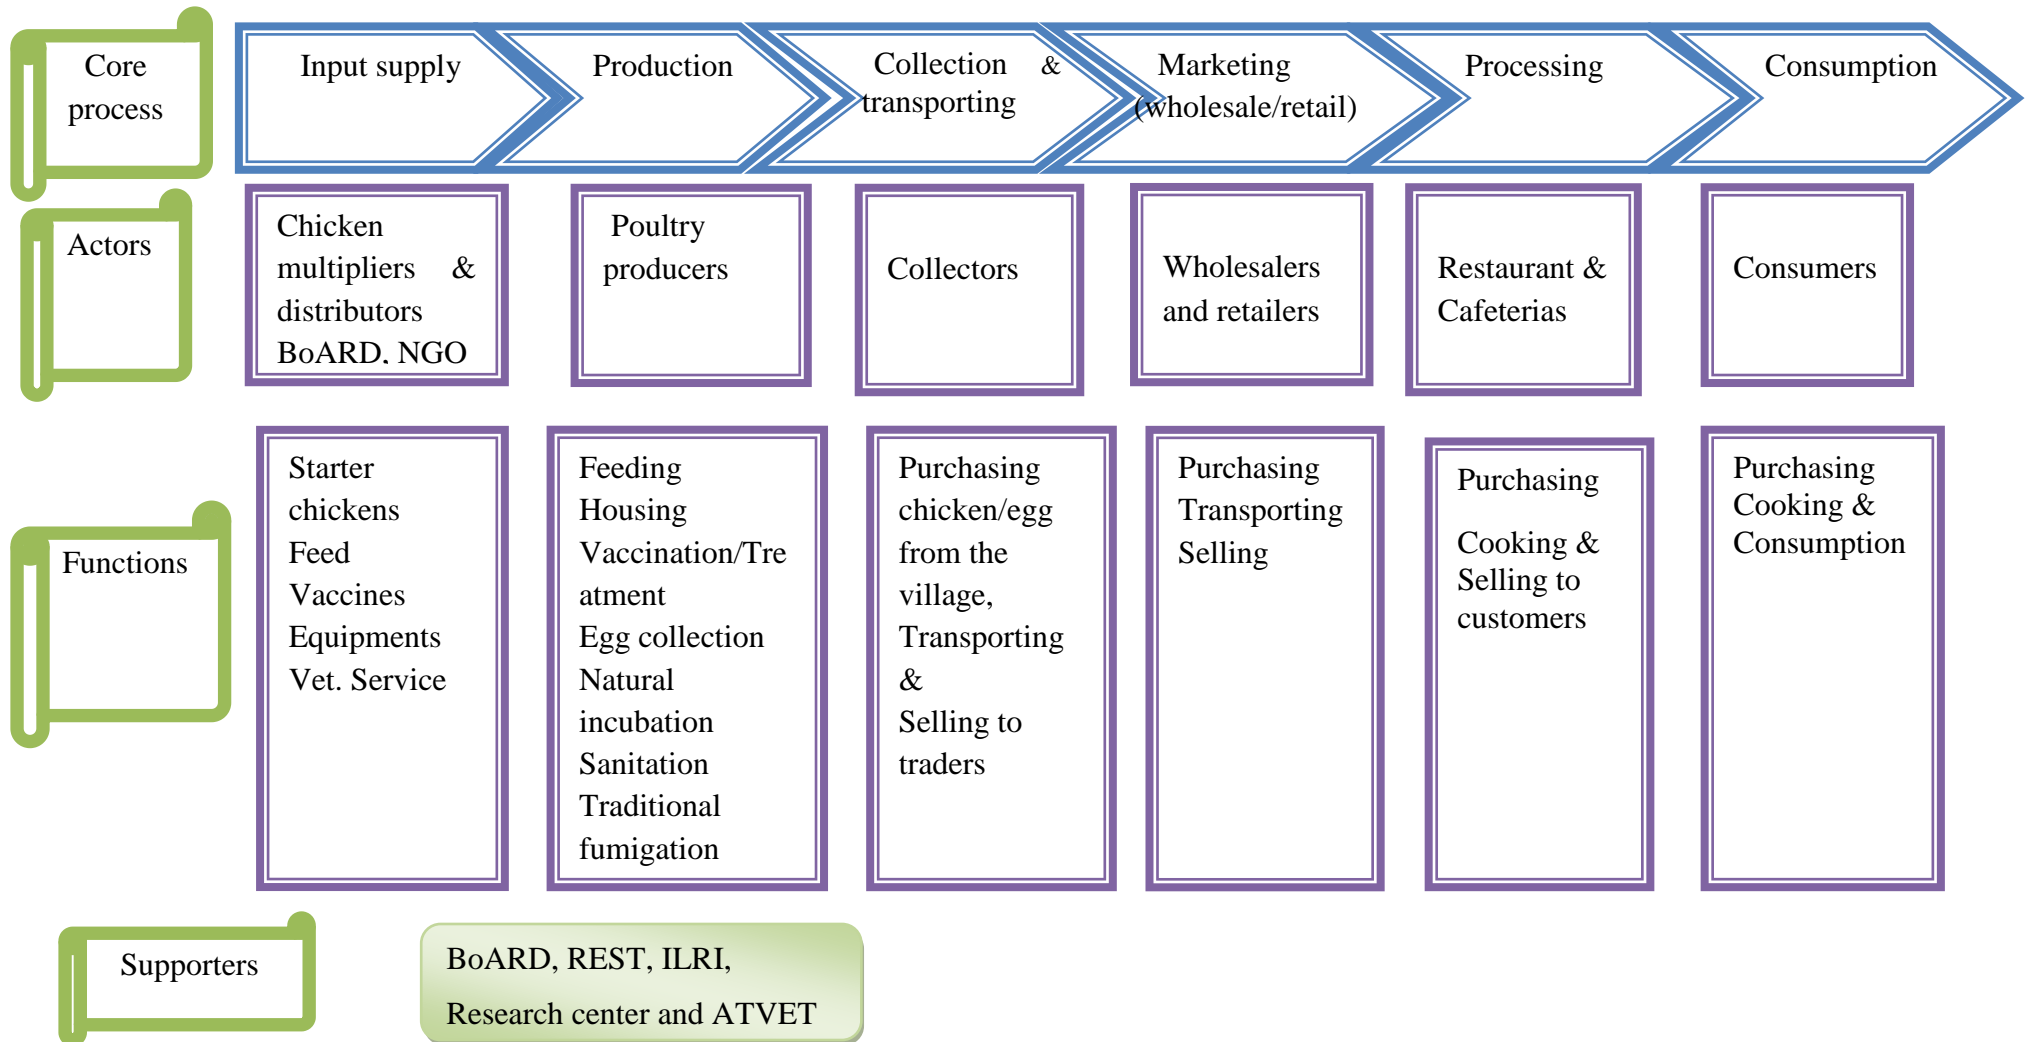 Core
process
Input supply
Production
Collection &
transporting
Marketing
(wholesale/retail)
Processing
Consumption
Actors
Chicken
multipliers &
distributors
BoARD, NGO
Poultry
producers
Collectors
Wholesalers
and retailers
Restaurant &
Cafeterias
Consumers
Functions
Starter
chickens
Feed
Vaccines
Equipments
Vet. Service
Feeding
Housing
Vaccination/Tre
atment
Egg collection
Natural
incubation
Sanitation
Traditional
fumigation
Purchasing
chicken/egg
from the
village,
Transporting
&
Selling to
traders
Purchasing
Transporting
Selling
Purchasing
Cooking &
Selling to
customers
Purchasing
Cooking &
Consumption
Supporters
BoARD, REST, ILRI,
Research center and ATVET